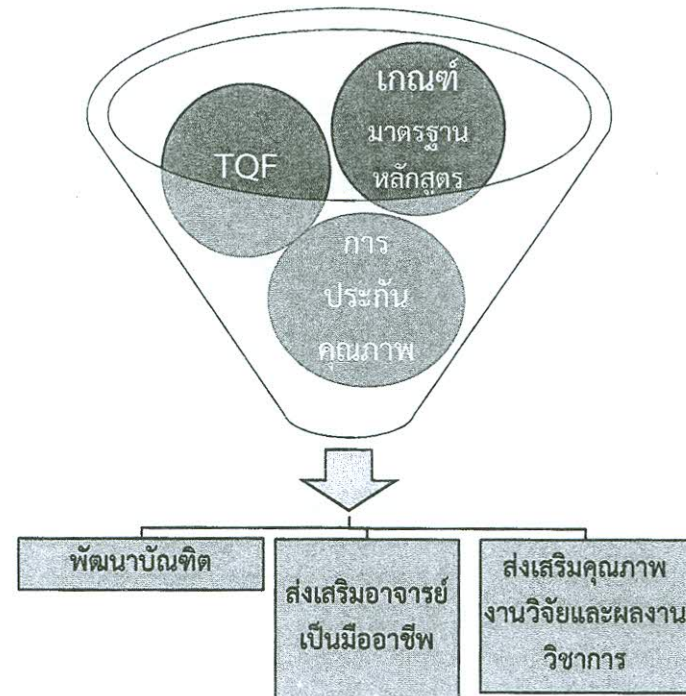 TQF
เกณฑ์
มาตรฐาน
หลักสูตร
การ
ประกัน
คุณภาพ
พัฒนาบัณฑิต
ส่งเสริมอาจารย์
เป็นมืออาชีพ
ส่งเสริมคุณภาพ
งานวิจัยและผลงาน
วิชาการ